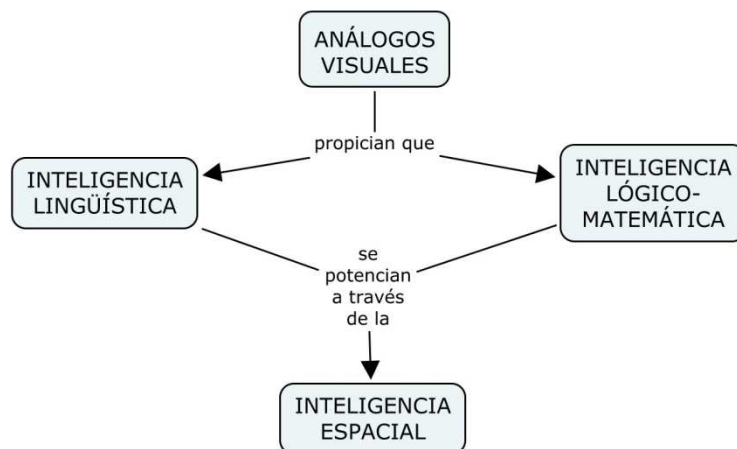 ANÁLOGOS
VISUALES
propician que
INTELIGENCIA
LINGÜÍSTICA
INTELIGENCIA
LÓGICO-
MATEMÁTICA
se
potencian
a través
de la
INTELIGENCIA
ESPACIAL